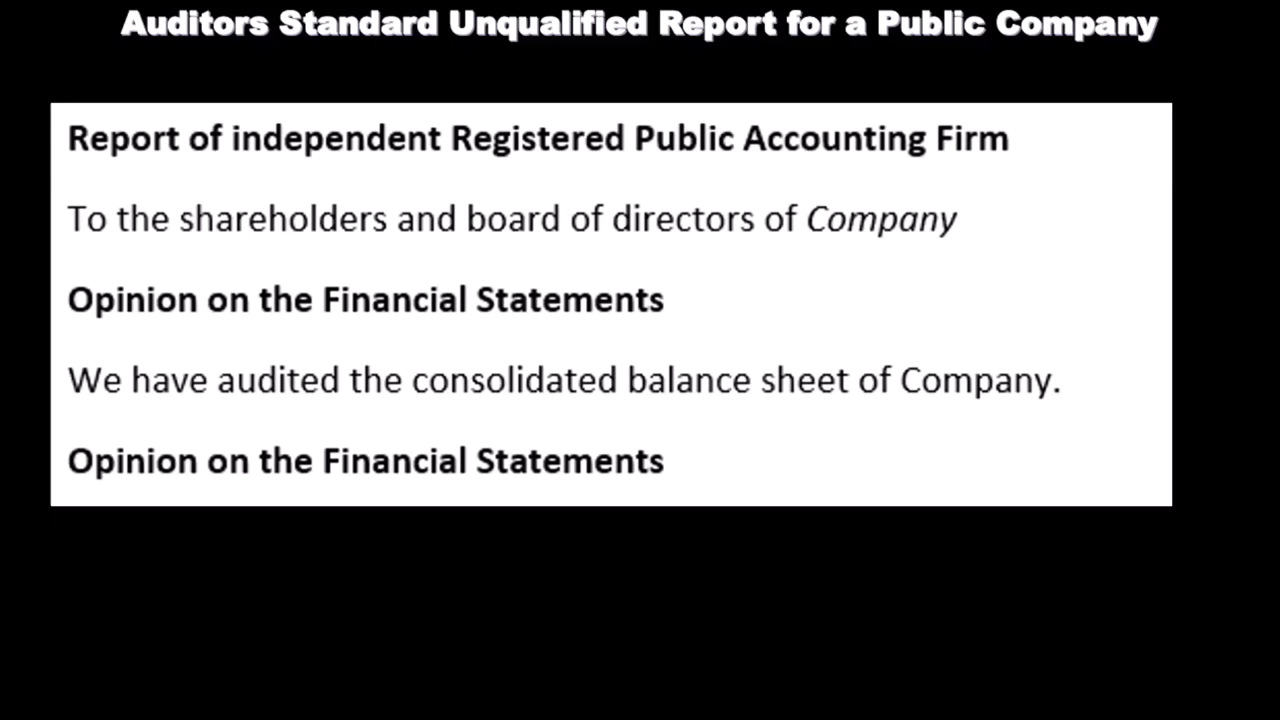 Auditors Standard Unqualified Report for a Public Company
Report of independent Registered Public Accounting Firm
To the shareholders and board of directors of Company
Opinion on the Financial Statements
We have audited the consolidated balance sheet of Company.
Opinion on the Financial Statements